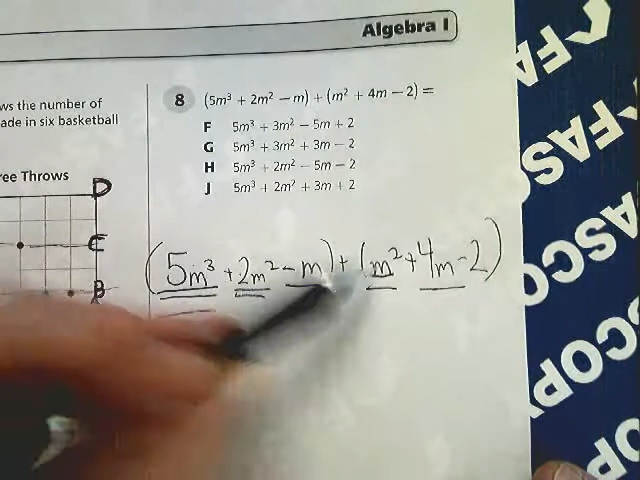 Algebra I
ws the number of
ade in six basketball
ree Throws
D
C
B
8 (5m³ + 2m² − m) + (m² + 4m − 2) =
F 5m³ + 3m² − 5m + 2
G 5m³ + 3m² + 3m − 2
H 5m³ + 2m² − 5m − 2
J 5m³ + 2m² + 3m + 2
(5m³ + 2m² − m) + (m² + 4m − 2)
FASCO
COPY